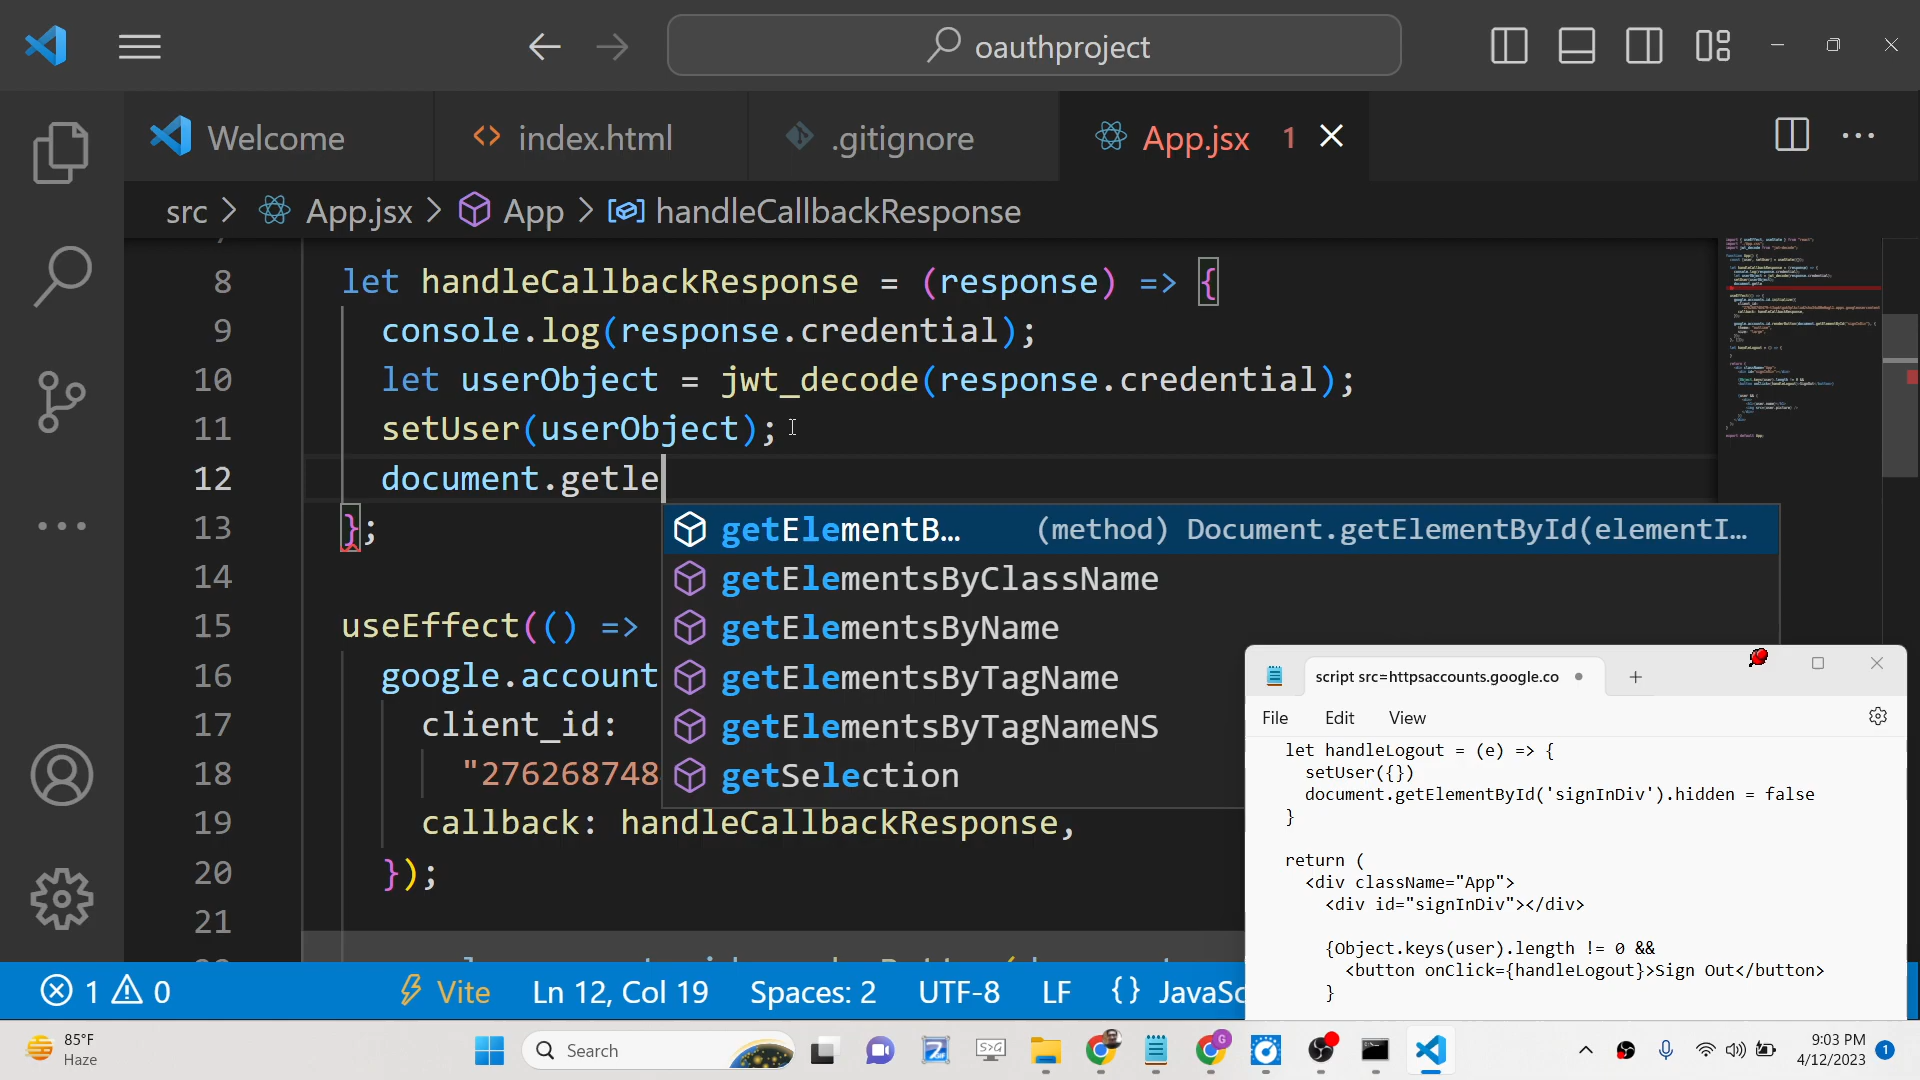 oauthproject
Welcome
index.html
.gitignore
App.jsx 1
src > App.jsx > App > handleCallbackResponse
8 let handleCallbackResponse = (response) => {
9 console.log(response.credential);
10 let userObject = jwt_decode(response.credential);
11 setUser(userObject);
12 document.getle
13 };
14
15 useEffect(() =>
16 google.account
17 client_id:
18 "276268748
19 callback: handleCallbackResponse,
20 });
21
getElementB… (method) Document.getElementById(elementI…
getElementsByClassName
getElementsByName
getElementsByTagName
getElementsByTagNameNS
getSelection
script src=httpsaccounts.google.co
File Edit View
let handleLogout = (e) => {
setUser({})
document.getElementById('signInDiv').hidden = false
}
return (
<div className="App">
<div id="signInDiv"></div>
{Object.keys(user).length != 0 &&
<button onClick={handleLogout}>Sign Out</button>
}
1 0 Vite Ln 12, Col 19 Spaces: 2 UTF-8 LF {} JavaSc
85°F
Haze
Search
9:03 PM
4/12/2023
1